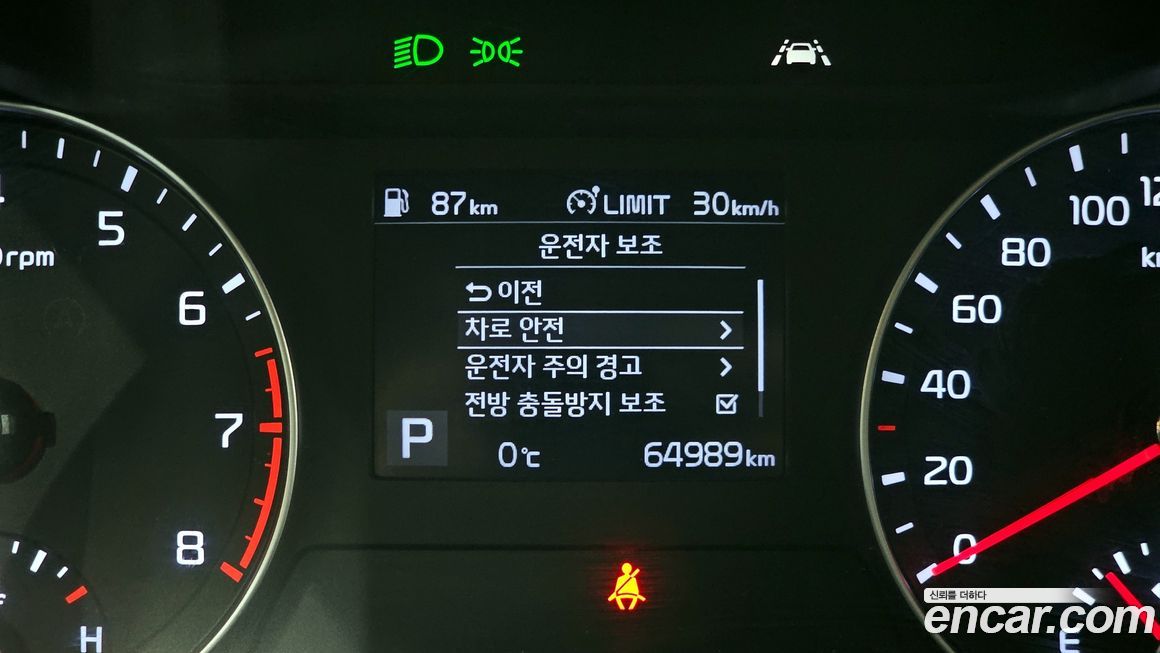 87km LIMIT 30km/h
운전자 보조
이전
차로 안전
운전자 주의 경고
전방 충돌방지 보조
P
0℃ 64989km
5
rpm
6
7
8
H
100
80
60
40
20
0
E
신뢰를 더하다
encar.com